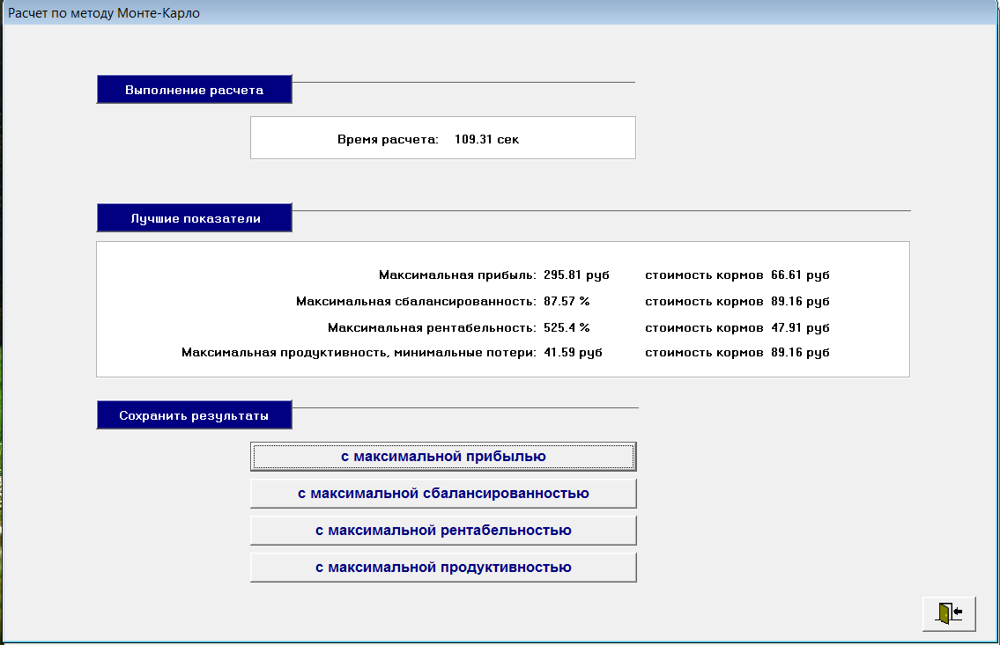 Расчет по методу Монте-Карло
Выполнение расчета
Время расчета: 109.31 сек
Лучшие показатели
Максимальная прибыль: 295.81 руб стоимость кормов 66.61 руб
Максимальная сбалансированность: 87.57 % стоимость кормов 89.16 руб
Максимальная рентабельность: 525.4 % стоимость кормов 47.91 руб
Максимальная продуктивность, минимальные потери: 41.59 руб стоимость кормов 89.16 руб
Сохранить результаты
с максимальной прибылью
с максимальной сбалансированностью
с максимальной рентабельностью
с максимальной продуктивностью